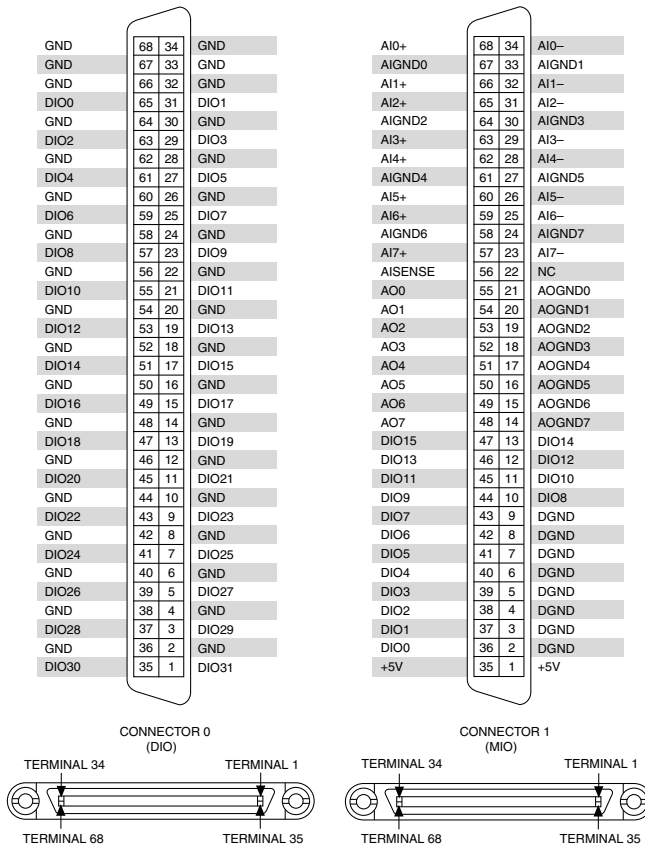 GND 68 34 GND
GND 67 33 GND
GND 66 32 GND
DIO0 65 31 DIO1
GND 64 30 GND
DIO2 63 29 DIO3
GND 62 28 GND
DIO4 61 27 DIO5
GND 60 26 GND
DIO6 59 25 DIO7
GND 58 24 GND
DIO8 57 23 DIO9
GND 56 22 GND
DIO10 55 21 DIO11
GND 54 20 GND
DIO12 53 19 DIO13
GND 52 18 GND
DIO14 51 17 DIO15
GND 50 16 GND
DIO16 49 15 DIO17
GND 48 14 GND
DIO18 47 13 DIO19
GND 46 12 GND
DIO20 45 11 DIO21
GND 44 10 GND
DIO22 43 9 DIO23
GND 42 8 GND
DIO24 41 7 DIO25
GND 40 6 GND
DIO26 39 5 DIO27
GND 38 4 GND
DIO28 37 3 DIO29
GND 36 2 GND
DIO30 35 1 DIO31
CONNECTOR 0
(DIO)
TERMINAL 34 TERMINAL 1
TERMINAL 68 TERMINAL 35
AI0+ 68 34 AI0–
AIGND0 67 33 AIGND1
AI1+ 66 32 AI1–
AI2+ 65 31 AI2–
AIGND2 64 30 AIGND3
AI3+ 63 29 AI3–
AI4+ 62 28 AI4–
AIGND4 61 27 AIGND5
AI5+ 60 26 AI5–
AI6+ 59 25 AI6–
AIGND6 58 24 AIGND7
AI7+ 57 23 AI7–
AISENSE 56 22 NC
AO0 55 21 AOGND0
AO1 54 20 AOGND1
AO2 53 19 AOGND2
AO3 52 18 AOGND3
AO4 51 17 AOGND4
AO5 50 16 AOGND5
AO6 49 15 AOGND6
AO7 48 14 AOGND7
DIO15 47 13 DIO14
DIO13 46 12 DIO12
DIO11 45 11 DIO10
DIO9 44 10 DIO8
DIO7 43 9 DGND
DIO6 42 8 DGND
DIO5 41 7 DGND
DIO4 40 6 DGND
DIO3 39 5 DGND
DIO2 38 4 DGND
DIO1 37 3 DGND
DIO0 36 2 DGND
+5V 35 1 +5V
CONNECTOR 1
(MIO)
TERMINAL 34 TERMINAL 1
TERMINAL 68 TERMINAL 35